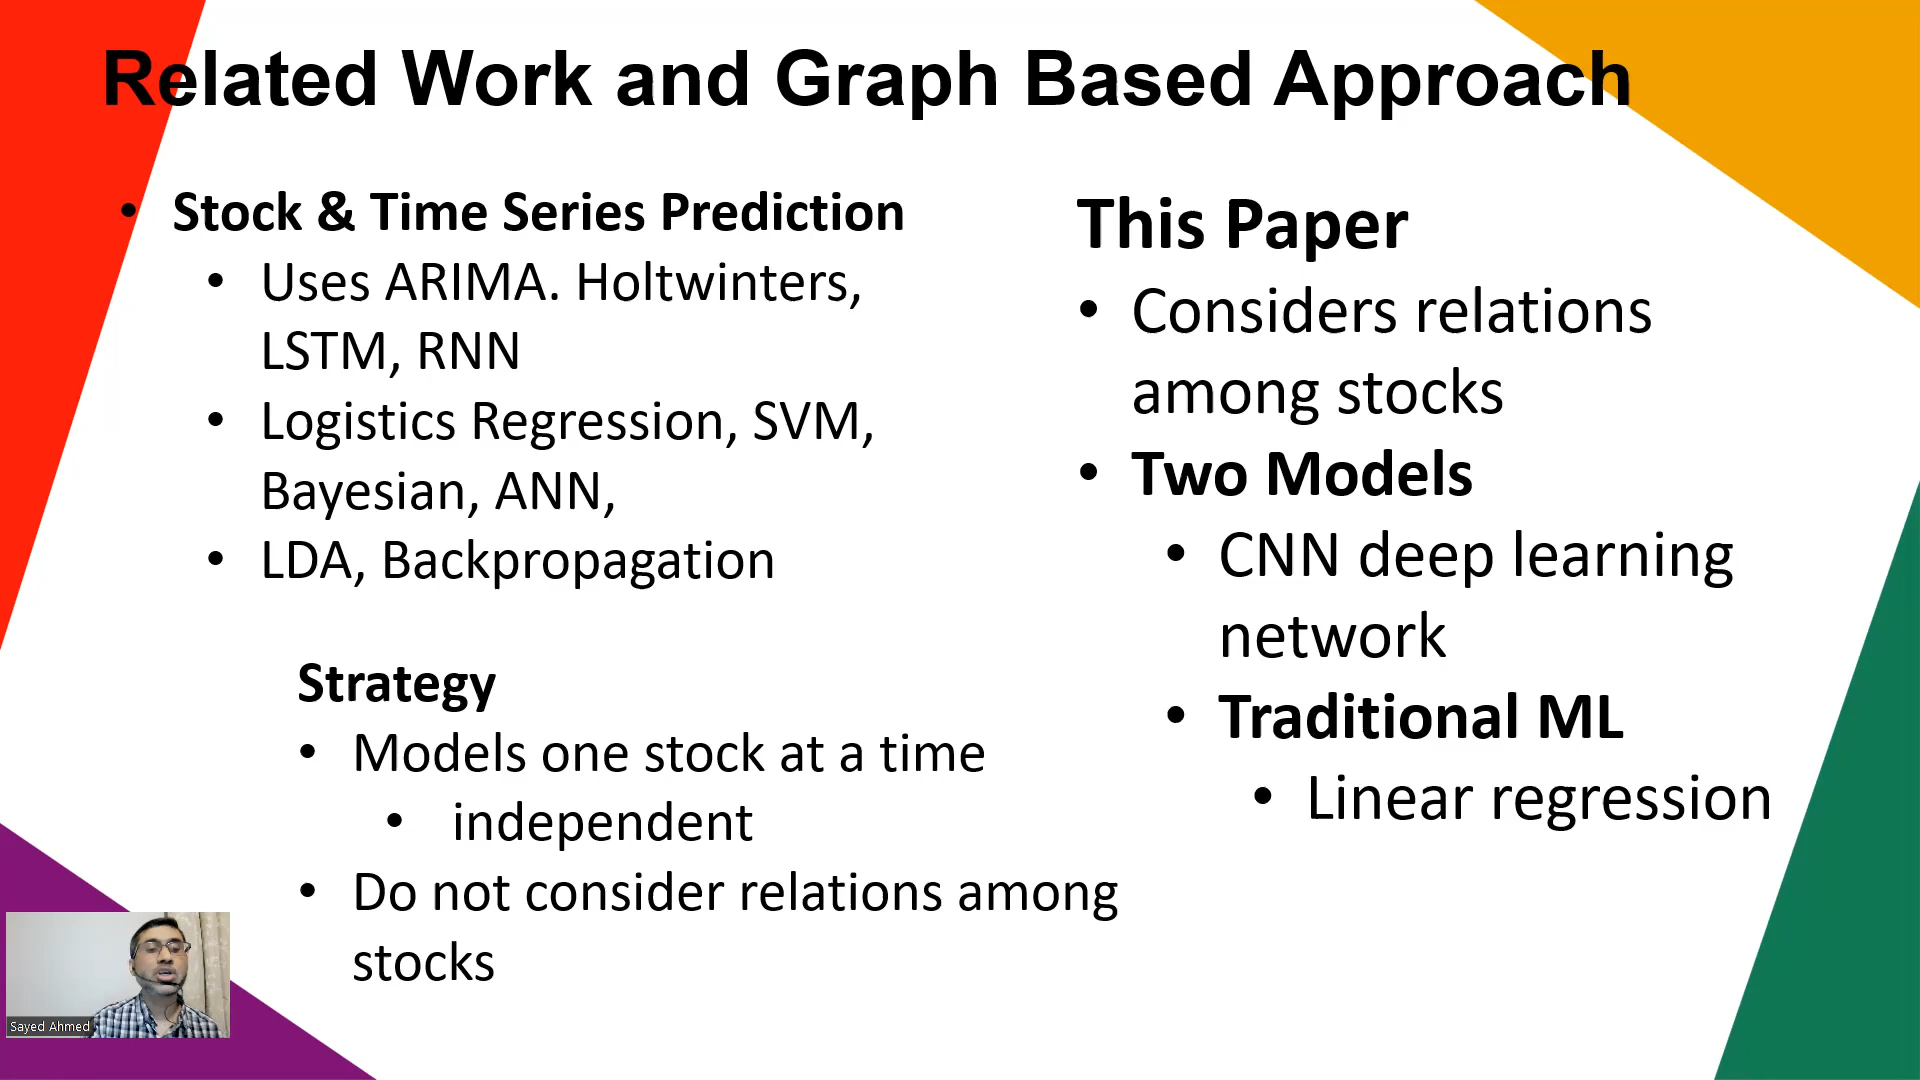 Related Work and Graph Based Approach
• Stock & Time Series Prediction
• Uses ARIMA. Holtwinters,
LSTM, RNN
• Logistics Regression, SVM,
Bayesian, ANN,
• LDA, Backpropagation
Strategy
• Models one stock at a time
• independent
• Do not consider relations among
stocks
This Paper
• Considers relations
among stocks
• Two Models
• CNN deep learning
network
• Traditional ML
• Linear regression
Sayed Ahmed